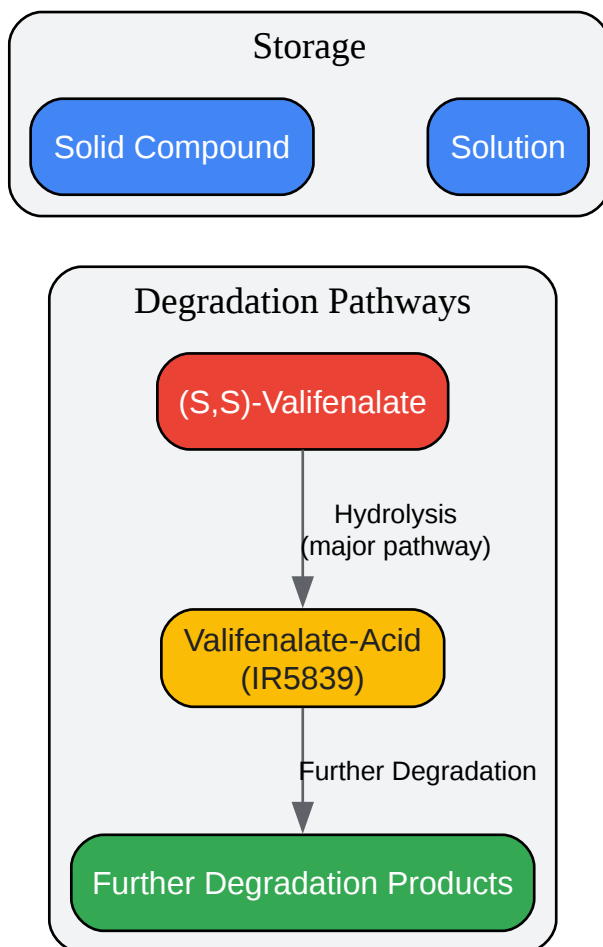 Storage
Solid Compound
Solution
Degradation Pathways
(S,S)-Valifenalate
Hydrolysis
(major pathway)
Valifenalate-Acid
(IR5839)
Further Degradation
Further Degradation Products